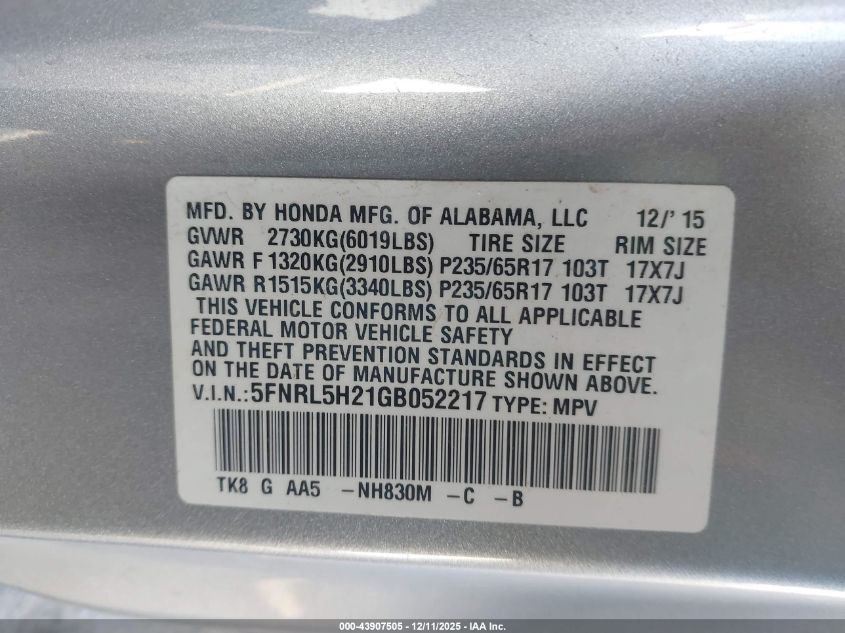 MFD. BY HONDA MFG. OF ALABAMA, LLC 12/' 15
GVWR 2730KG(6019LBS) TIRE SIZE RIM SIZE
GAWR F 1320KG(2910LBS) P235/65R17 103T 17X7J
GAWR R1515KG(3340LBS) P235/65R17 103T 17X7J
THIS VEHICLE CONFORMS TO ALL APPLICABLE
FEDERAL MOTOR VEHICLE SAFETY
AND THEFT PREVENTION STANDARDS IN EFFECT
ON THE DATE OF MANUFACTURE SHOWN ABOVE.
V.I.N.:5FNRL5H21GB052217 TYPE: MPV
TK8 G AA5 -NH830M -C -B
000-43907505 - 12/11/2025 - IAA Inc.